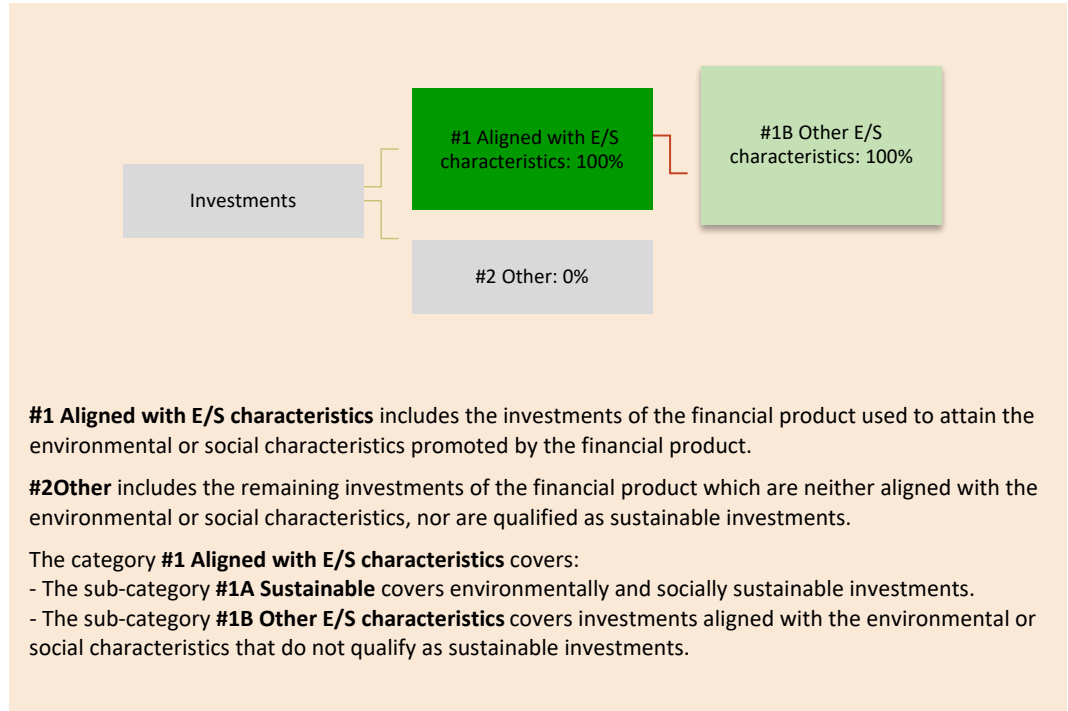 #1 Aligned with E/S
characteristics: 100%
#1B Other E/S
characteristics: 100%
Investments
#2 Other: 0%
#1 Aligned with E/S characteristics includes the investments of the financial product used to attain the
environmental or social characteristics promoted by the financial product.
#2Other includes the remaining investments of the financial product which are neither aligned with the
environmental or social characteristics, nor are qualified as sustainable investments.
The category #1 Aligned with E/S characteristics covers:
- The sub-category #1A Sustainable covers environmentally and socially sustainable investments.
- The sub-category #1B Other E/S characteristics covers investments aligned with the environmental or
social characteristics that do not qualify as sustainable investments.